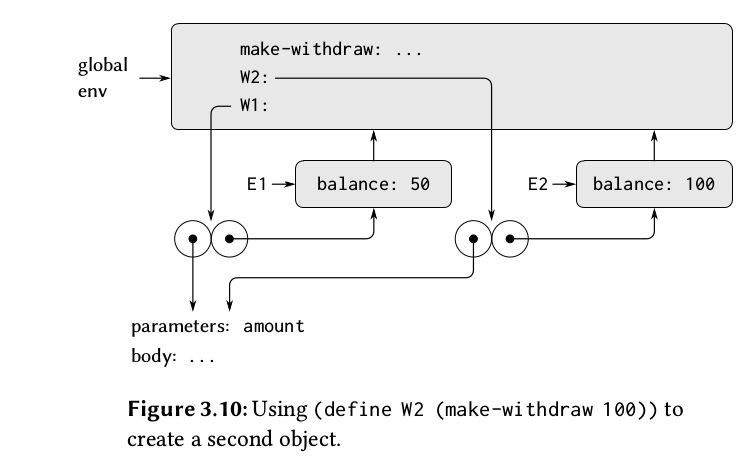 make-withdraw: ...
global
env
W2:
W1:
E1
balance: 50
E2
balance: 100
parameters: amount
body: ...
Figure 3.10: Using (define W2 (make-withdraw 100)) to
create a second object.